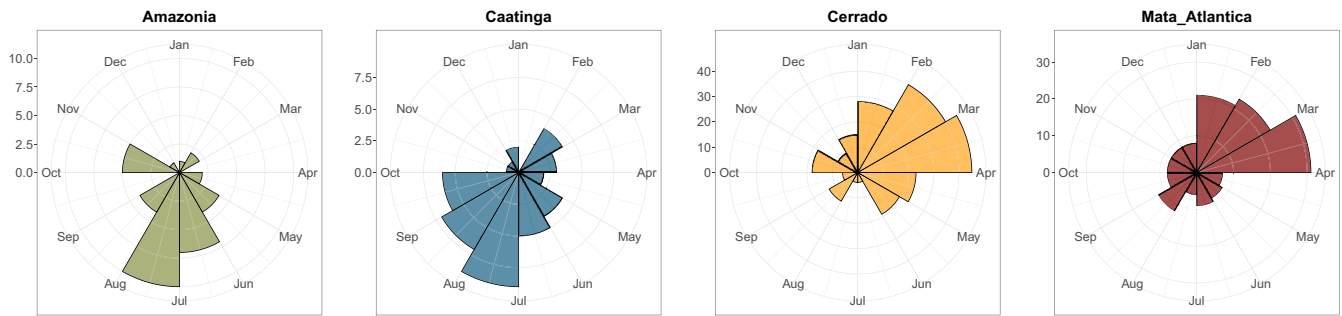 Amazonia
10.0
7.5
5.0
2.5
0.0
Jan
Feb
Mar
Apr
May
Jun
Jul
Aug
Sep
Oct
Nov
Dec
Caatinga
7.5
5.0
2.5
0.0
Jan
Feb
Mar
Apr
May
Jun
Jul
Aug
Sep
Oct
Nov
Dec
Cerrado
40
30
20
10
0
Jan
Feb
Mar
Apr
May
Jun
Jul
Aug
Sep
Oct
Nov
Dec
Mata_Atlantica
30
20
10
0
Jan
Feb
Mar
Apr
May
Jun
Jul
Aug
Sep
Oct
Nov
Dec